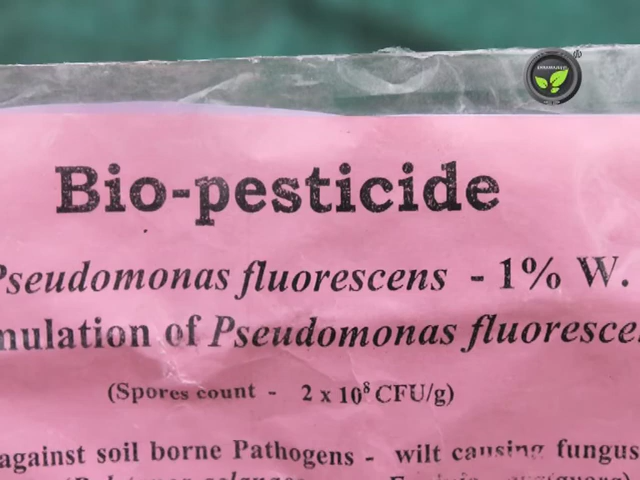 Bio-pesticide
Pseudomonas fluorescens - 1% W.
mulation of Pseudomonas fluoresce
(Spores count - 2 x 10⁸ CFU/g)
against soil borne Pathogens - wilt causing fungus